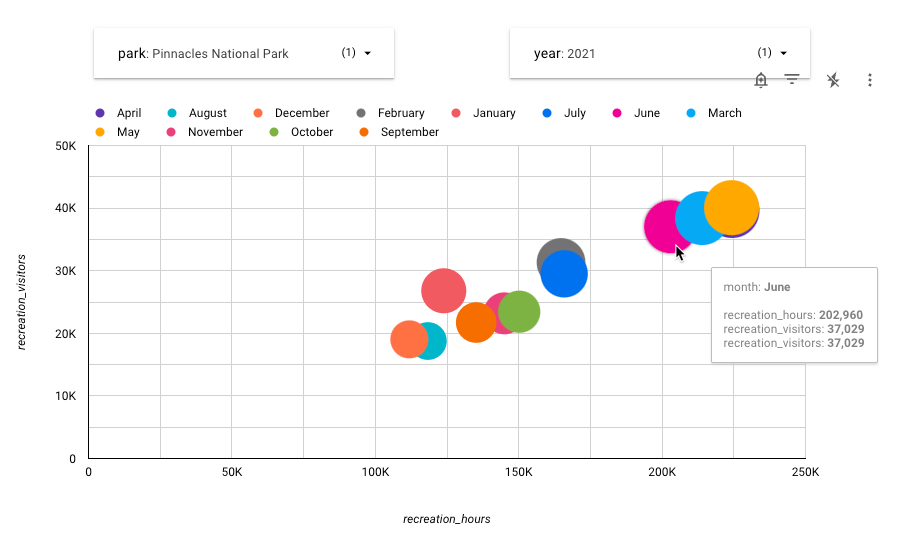 park: Pinnacles National Park (1)
year: 2021 (1)
April August December February January July June March
May November October September
50K
40K
30K
20K
10K
0
recreation_visitors
month: June
recreation_hours: 202,960
recreation_visitors: 37,029
recreation_visitors: 37,029
0 50K 100K 150K 200K 250K
recreation_hours